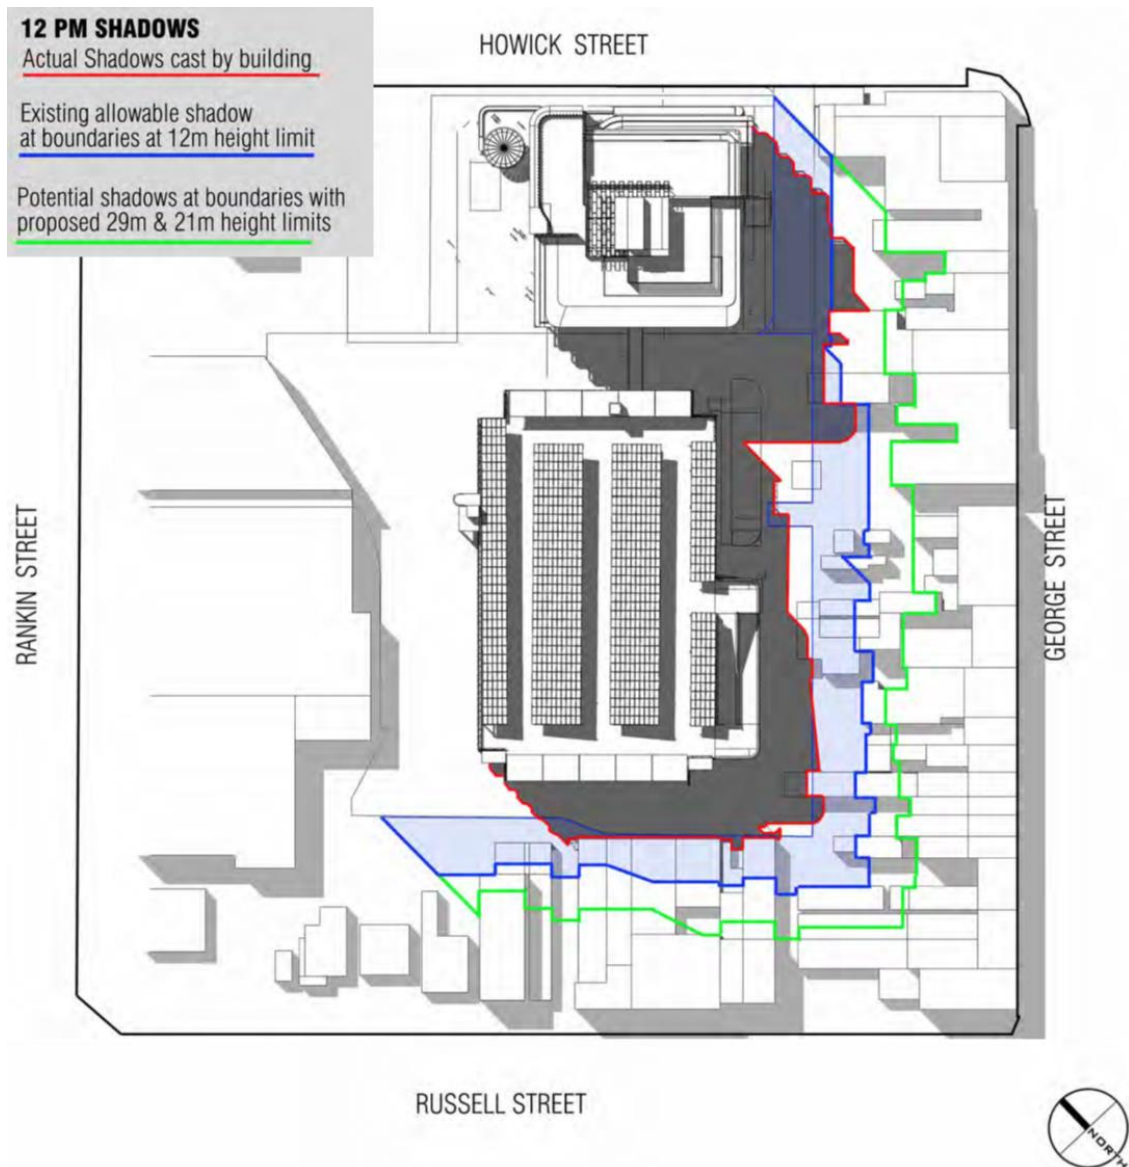 12 PM SHADOWS
Actual Shadows cast by building
Existing allowable shadow
at boundaries at 12m height limit
Potential shadows at boundaries with
proposed 29m & 21m height limits
HOWICK STREET
RANKIN STREET
GEORGE STREET
RUSSELL STREET
NORTH